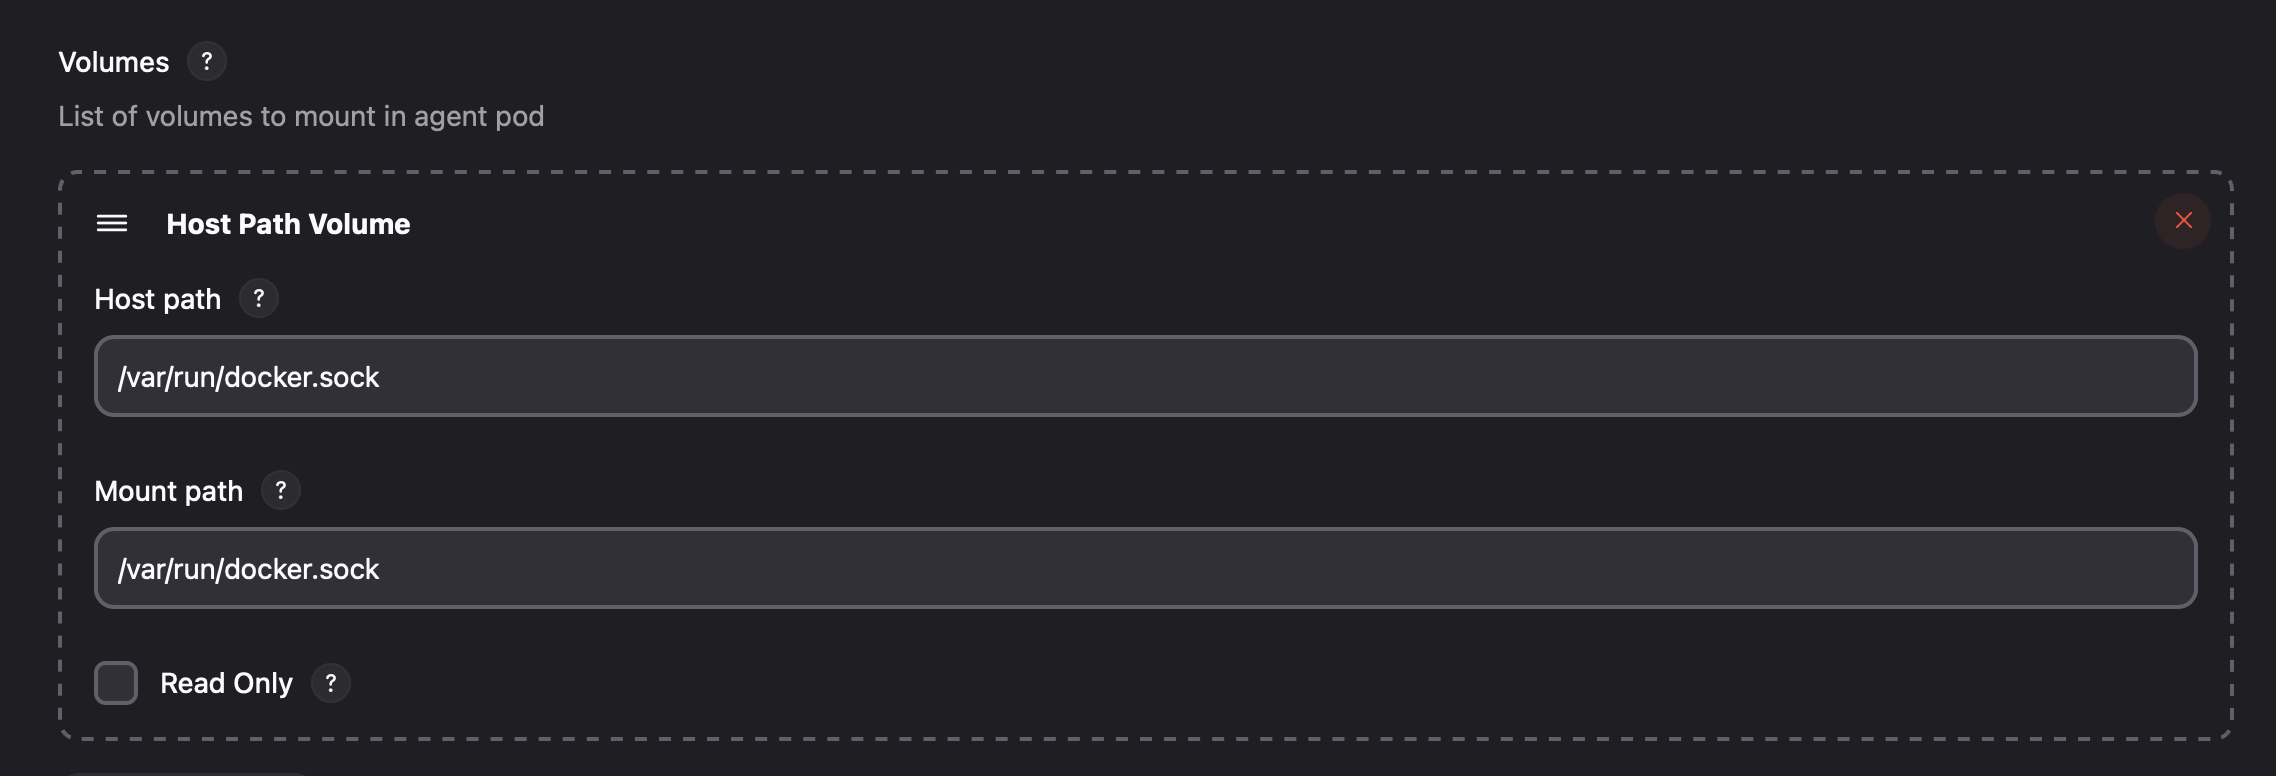 Volumes ?
List of volumes to mount in agent pod
Host Path Volume
Host path ?
/var/run/docker.sock
Mount path ?
/var/run/docker.sock
Read Only ?